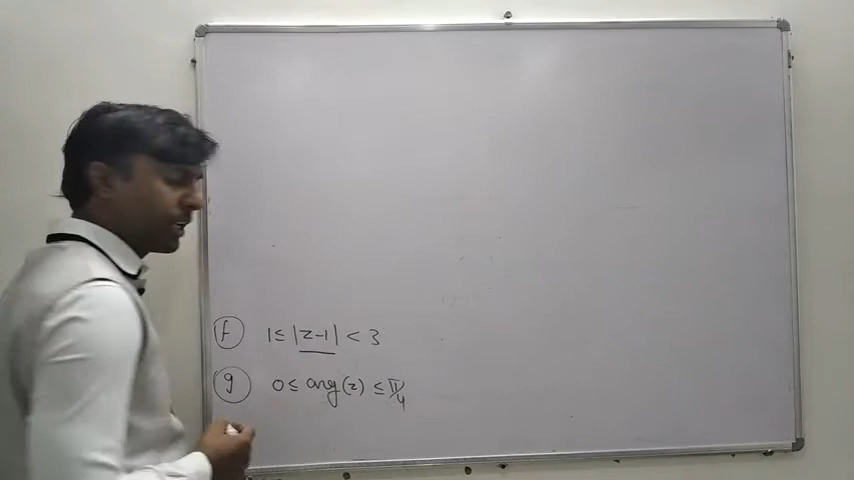 (f) 1 ≤ |z-1| < 3
(g) 0 ≤ arg(z) ≤ π/4